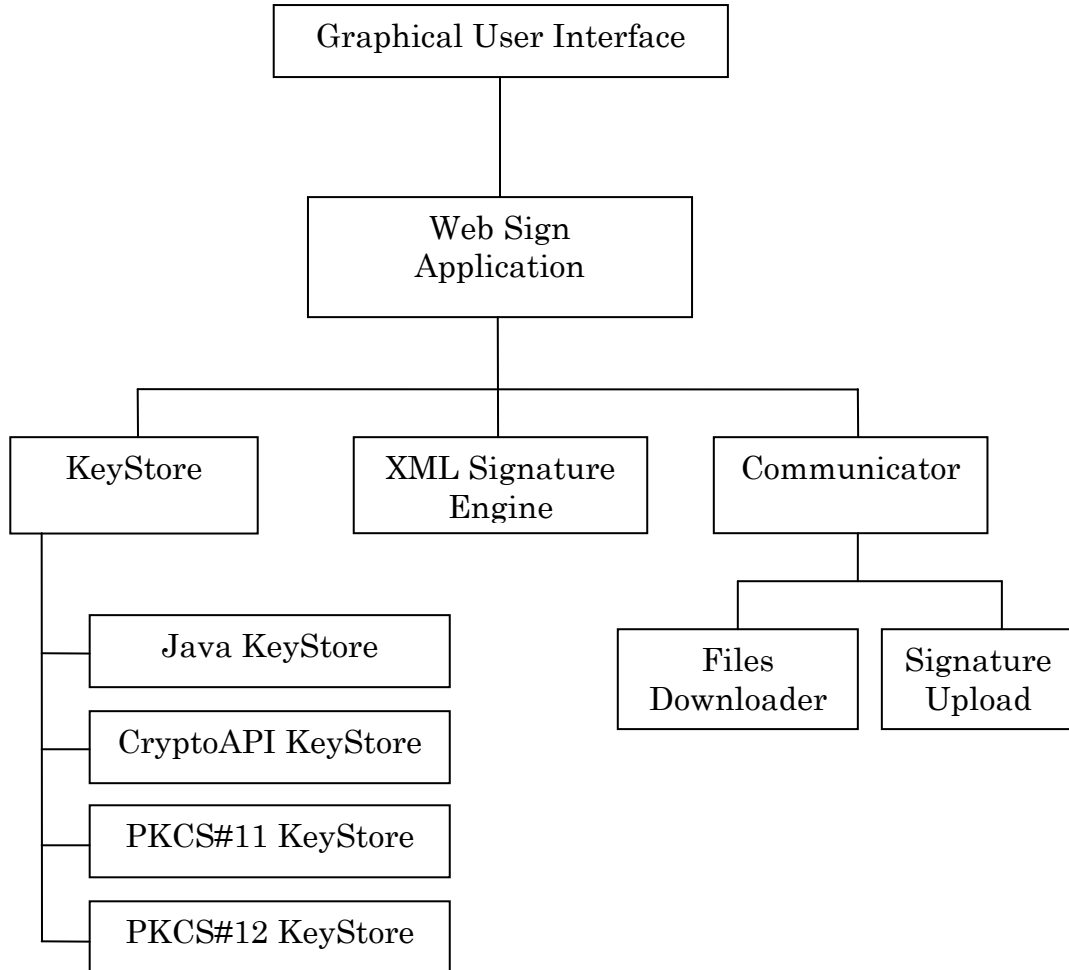 Graphical User Interface
Web Sign
Application
KeyStore
XML Signature
Engine
Communicator
Java KeyStore
CryptoAPI KeyStore
PKCS#11 KeyStore
PKCS#12 KeyStore
Files
Downloader
Signature
Upload